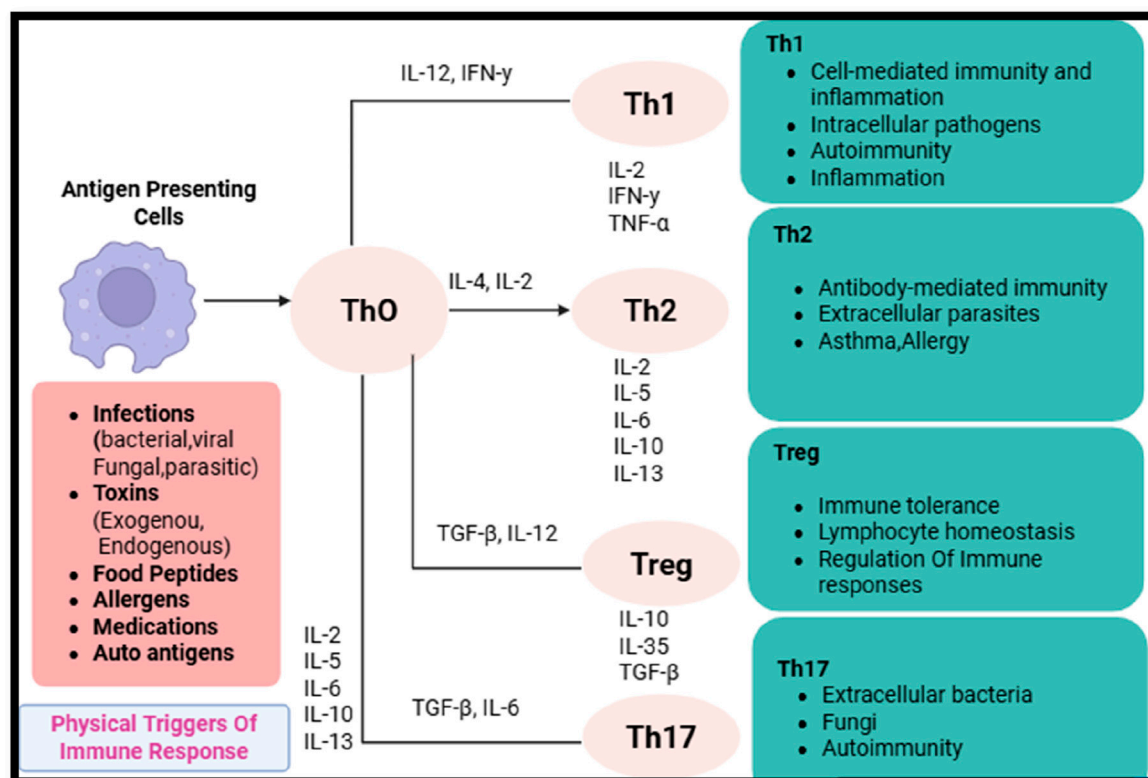 Antigen Presenting
Cells
• Infections
(bacterial,viral
Fungal,parasitic)
• Toxins
(Exogenou,
Endogenous)
• Food Peptides
• Allergens
• Medications
• Auto antigens
Physical Triggers Of
Immune Response
Th0
IL-2
IL-5
IL-6
IL-10
IL-13
IL-12, IFN-y
Th1
IL-2
IFN-y
TNF-α
IL-4, IL-2
Th2
IL-2
IL-5
IL-6
IL-10
IL-13
TGF-β, IL-12
Treg
IL-10
IL-35
TGF-β
TGF-β, IL-6
Th17
Th1
• Cell-mediated immunity and
inflammation
• Intracellular pathogens
• Autoimmunity
• Inflammation
Th2
• Antibody-mediated immunity
• Extracellular parasites
• Asthma,Allergy
Treg
• Immune tolerance
• Lymphocyte homeostasis
• Regulation Of Immune
responses
Th17
• Extracellular bacteria
• Fungi
• Autoimmunity